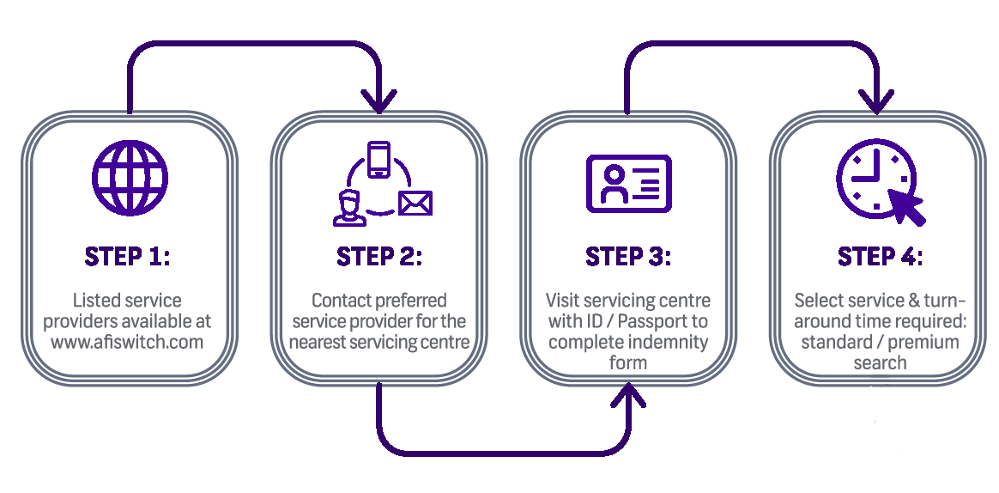 STEP 1:
Listed service
providers available at
www.afiswitch.com
STEP 2:
Contact preferred
service provider for the
nearest servicing centre
STEP 3:
Visit servicing centre
with ID / Passport to
complete indemnity
form
STEP 4:
Select service & turn-
around time required:
standard / premium
search